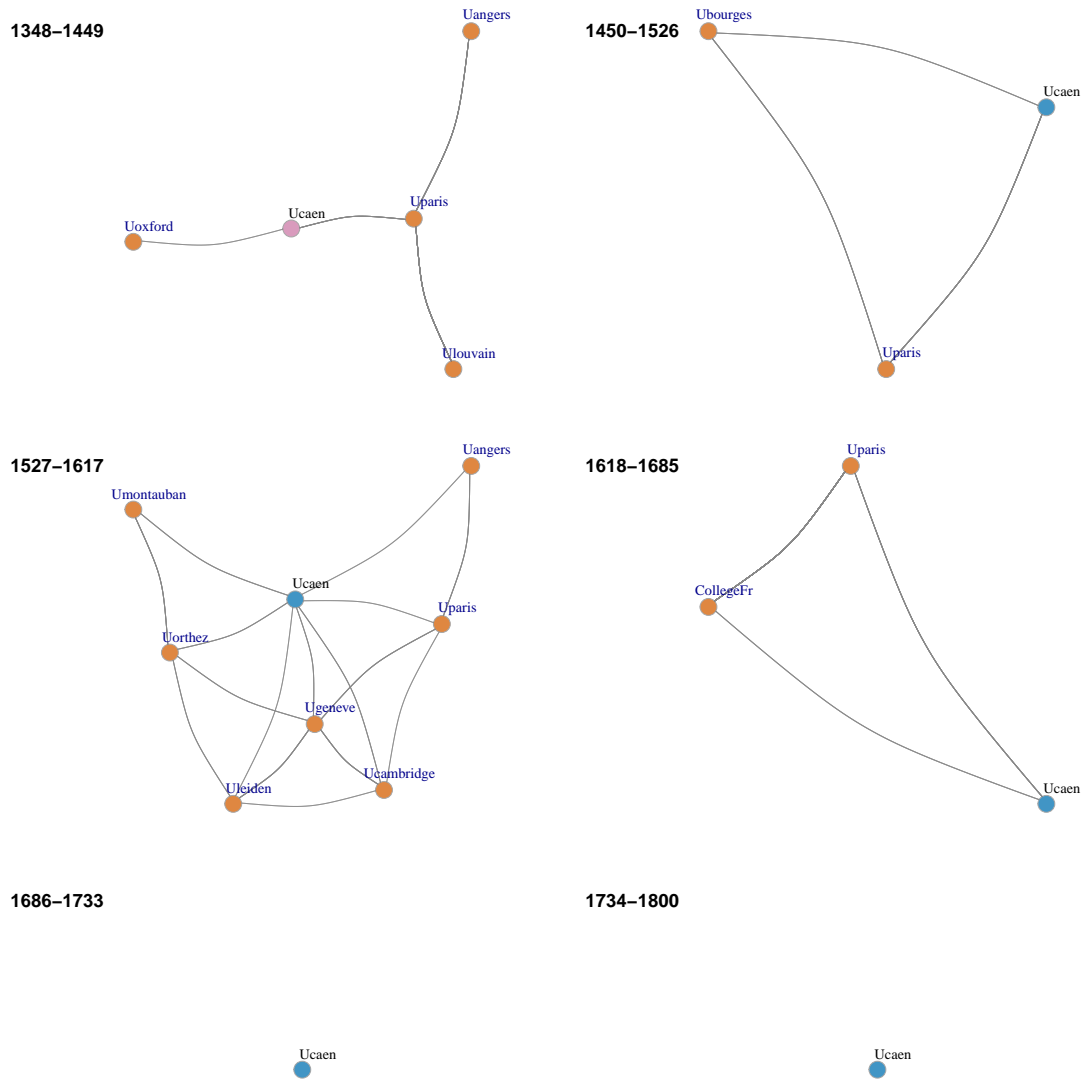 1348–1449
Uangers
Uparis
Ucaen
Uoxford
Ulouvain
1450–1526
Ubourges
Ucaen
Uparis
1527–1617
Uangers
Umontauban
Ucaen
Uparis
Uorthez
Ugeneve
Ucambridge
Uleiden
1618–1685
Uparis
CollegeFr
Ucaen
1686–1733
Ucaen
1734–1800
Ucaen